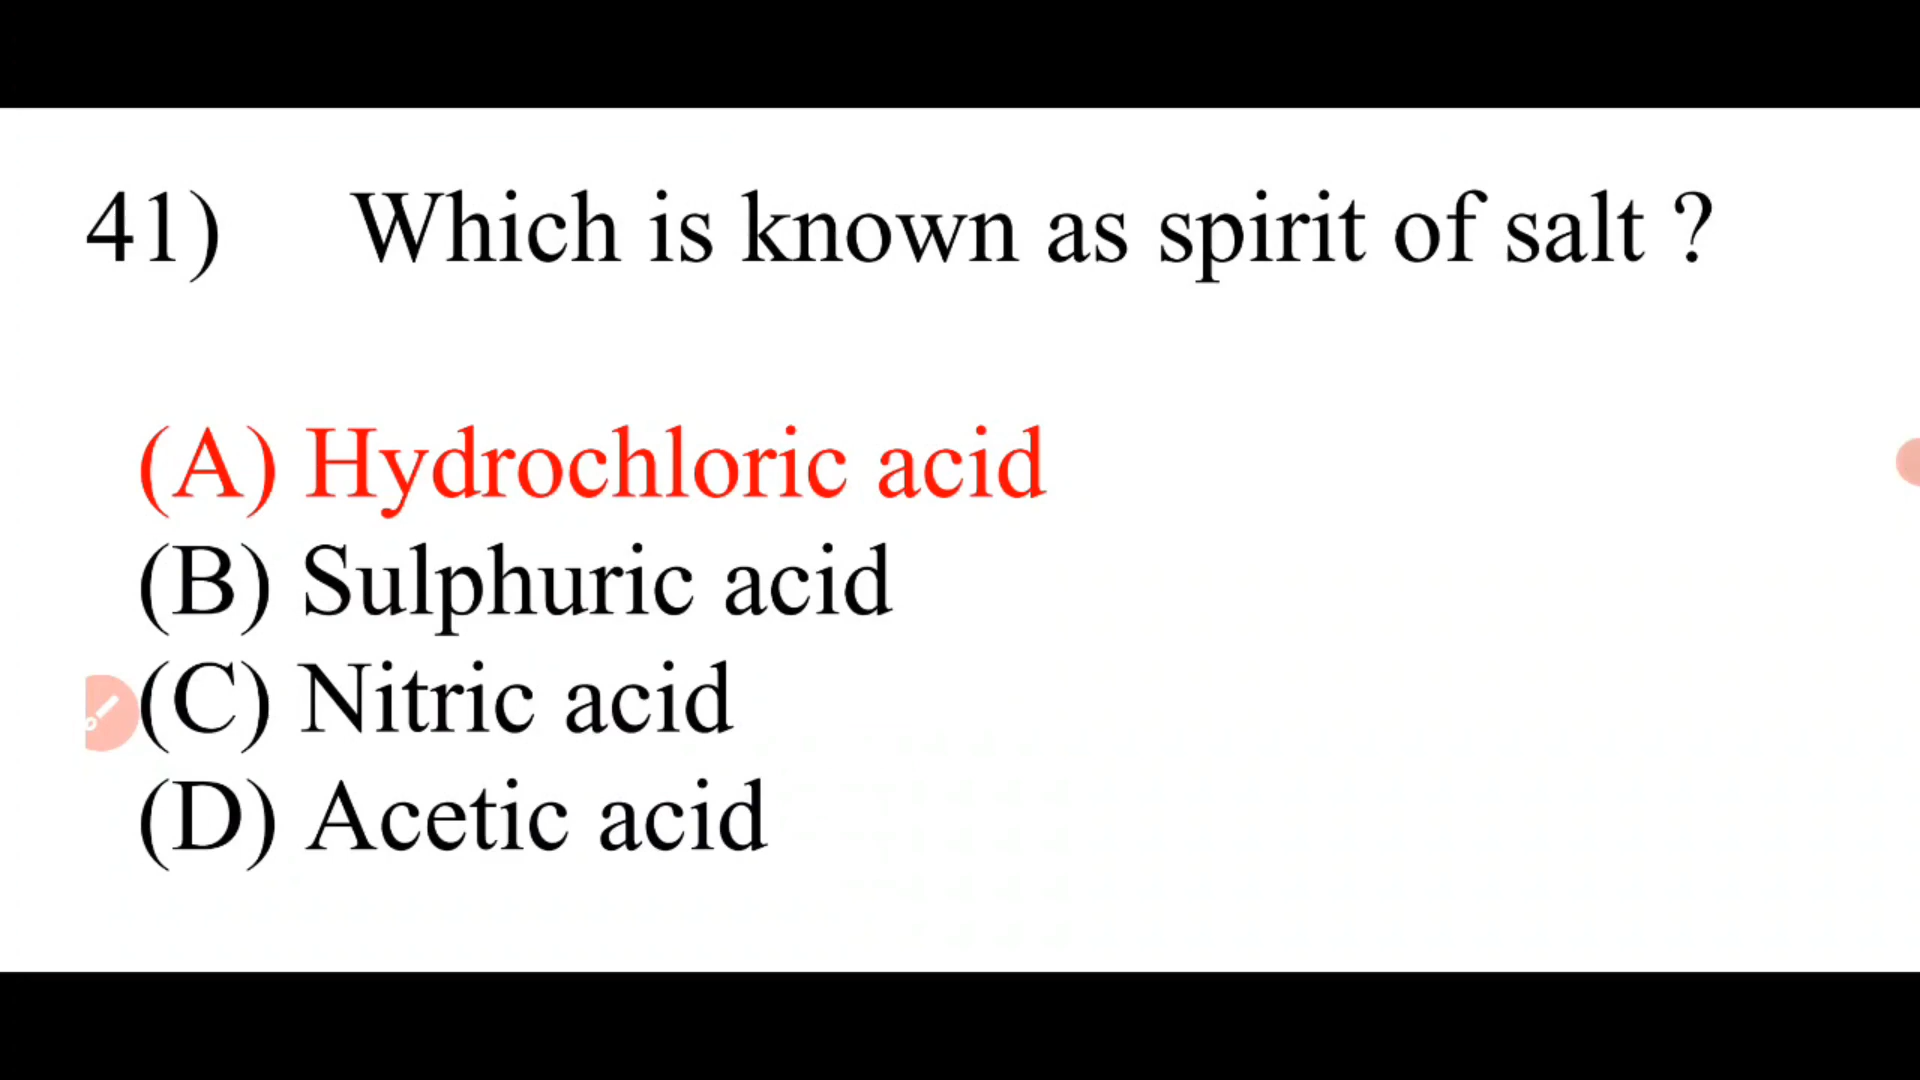 41) Which is known as spirit of salt ?
(A) Hydrochloric acid
(B) Sulphuric acid
(C) Nitric acid
(D) Acetic acid